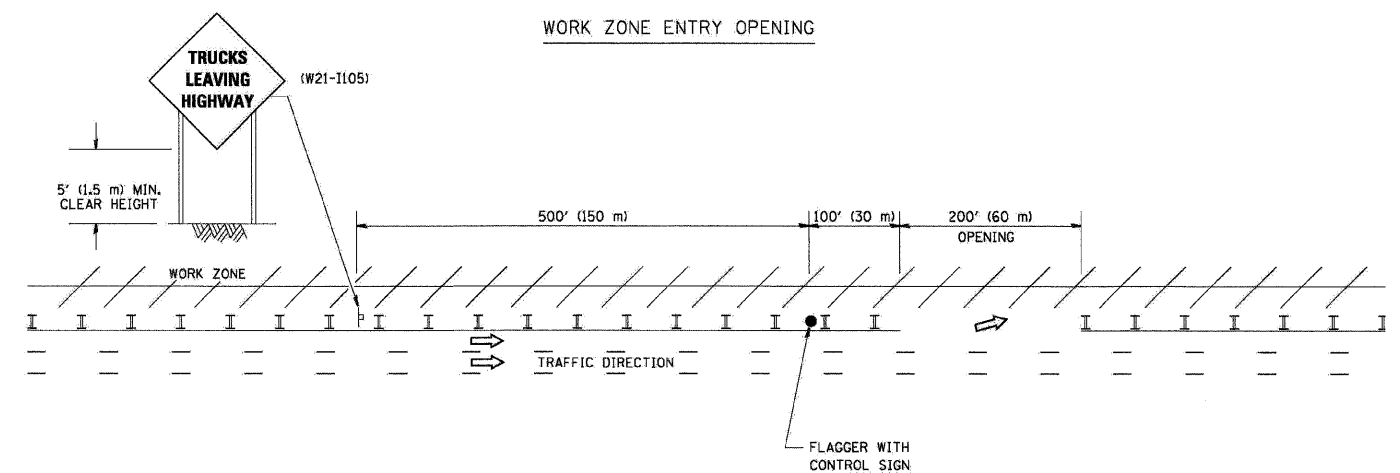 WORK ZONE ENTRY OPENING
TRUCKS
LEAVING
HIGHWAY
(W21-I105)
5' (1.5 m) MIN.
CLEAR HEIGHT
500' (150 m)
100' (30 m)
200' (60 m)
OPENING
WORK ZONE
TRAFFIC DIRECTION
FLAGGER WITH
CONTROL SIGN